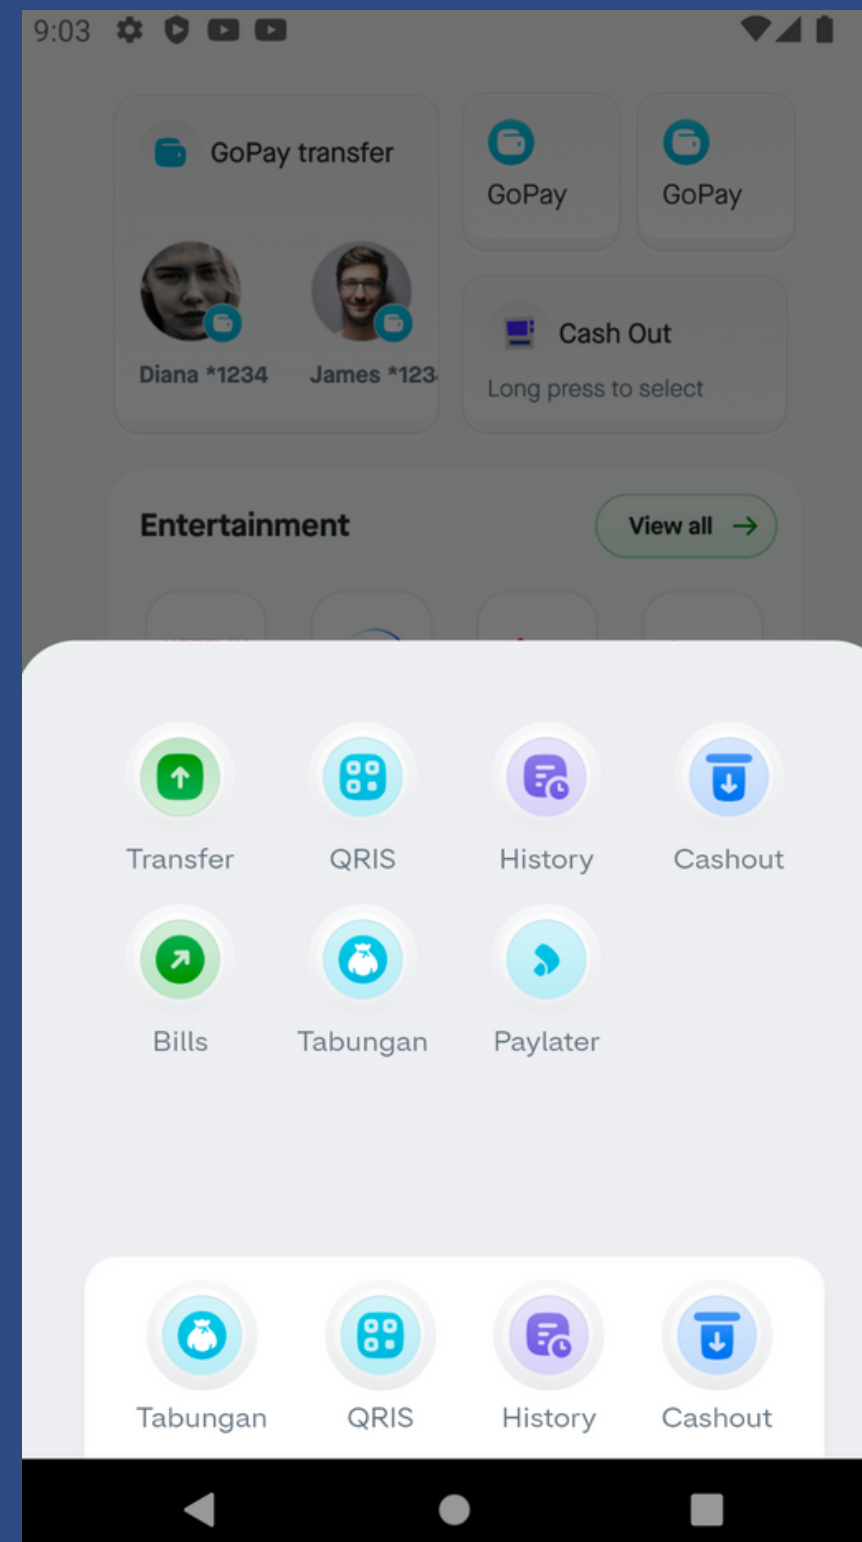 9:03
GoPay transfer
GoPay
GoPay
Diana *1234
James *123
Cash Out
Long press to select
Entertainment
View all
Transfer
QRIS
History
Cashout
Bills
Tabungan
Paylater
Tabungan
QRIS
History
Cashout